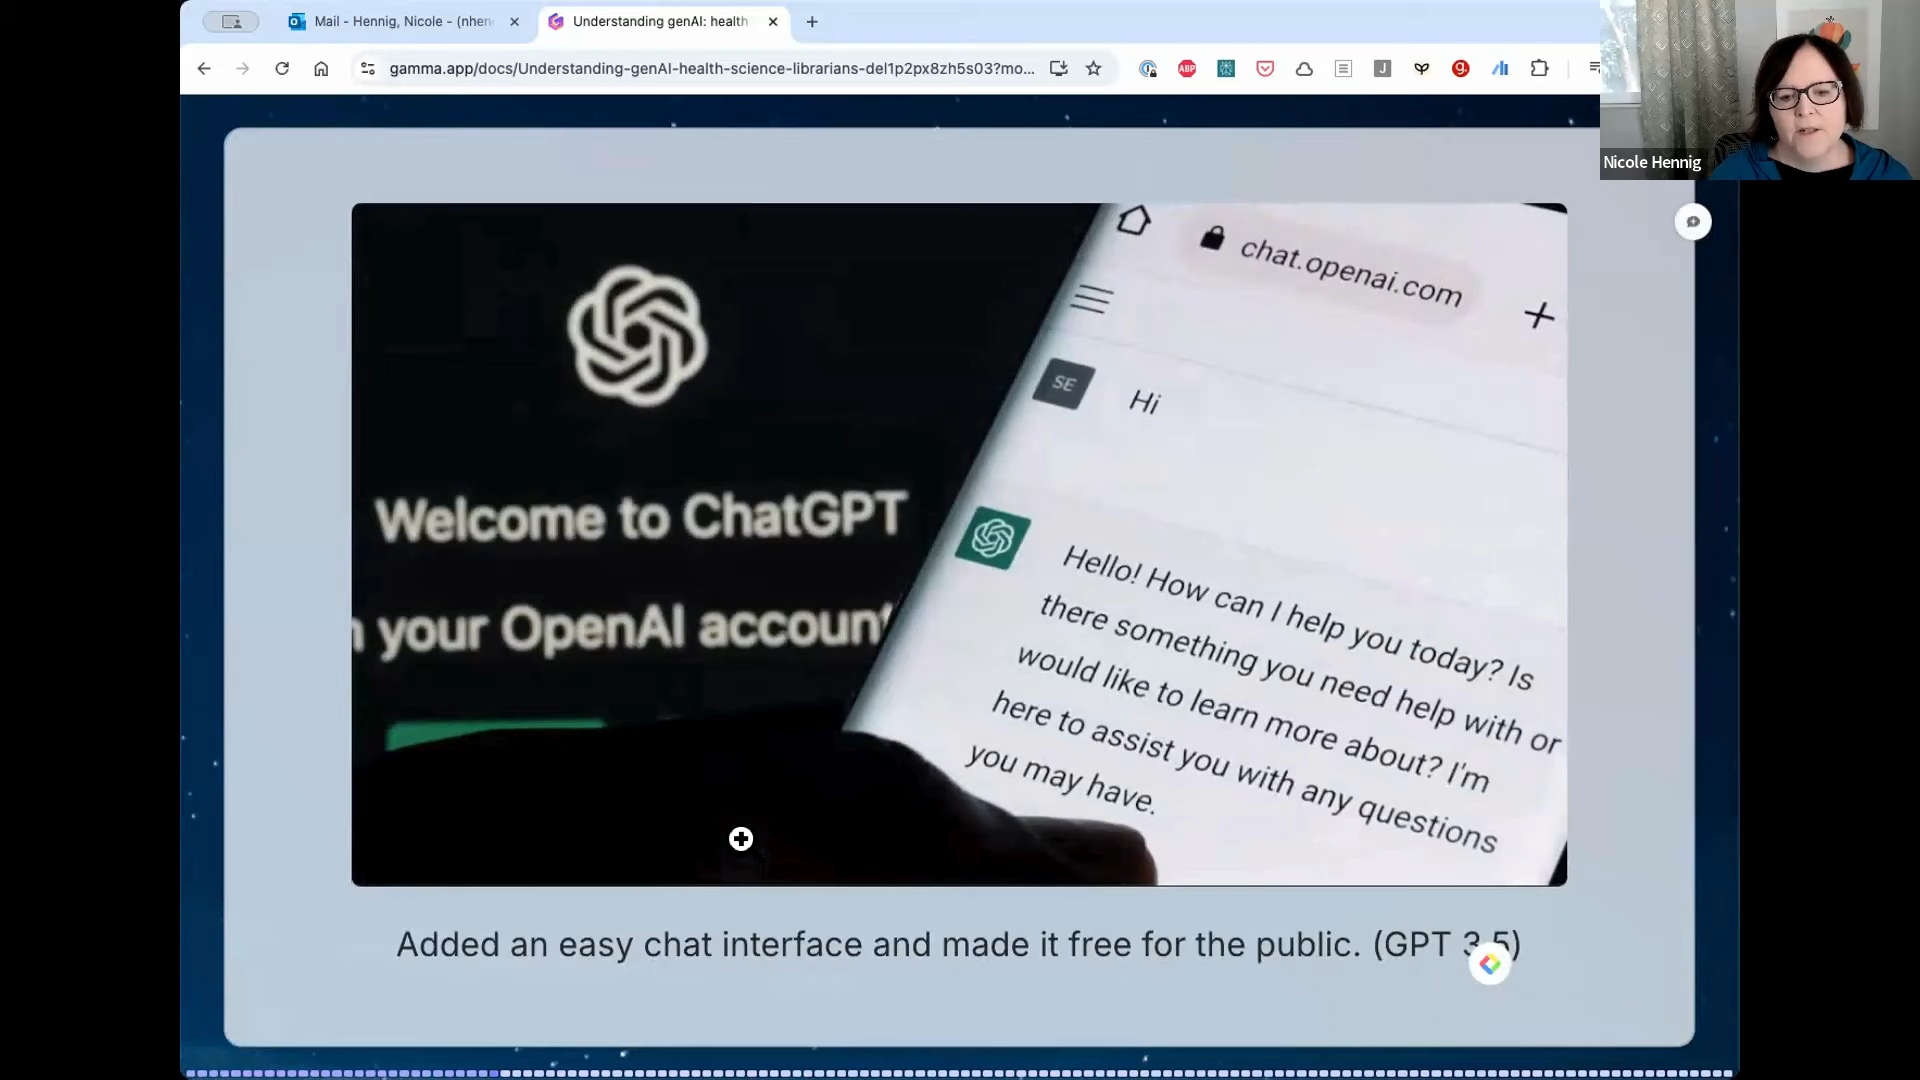 Mail - Hennig, Nicole - (nhen
Understanding genAI: health
gamma.app/docs/Understanding-genAI-health-science-librarians-del1p2px8zh5s03?mo...
ABP
J
g.
Nicole Hennig
chat.openai.com
SE
Hi
Welcome to ChatGPT
your OpenAI account
Hello! How can I help you today? Is
there something you need help with or
would like to learn more about? I'm
here to assist you with any questions
you may have.
Added an easy chat interface and made it free for the public. (GPT 3.5)